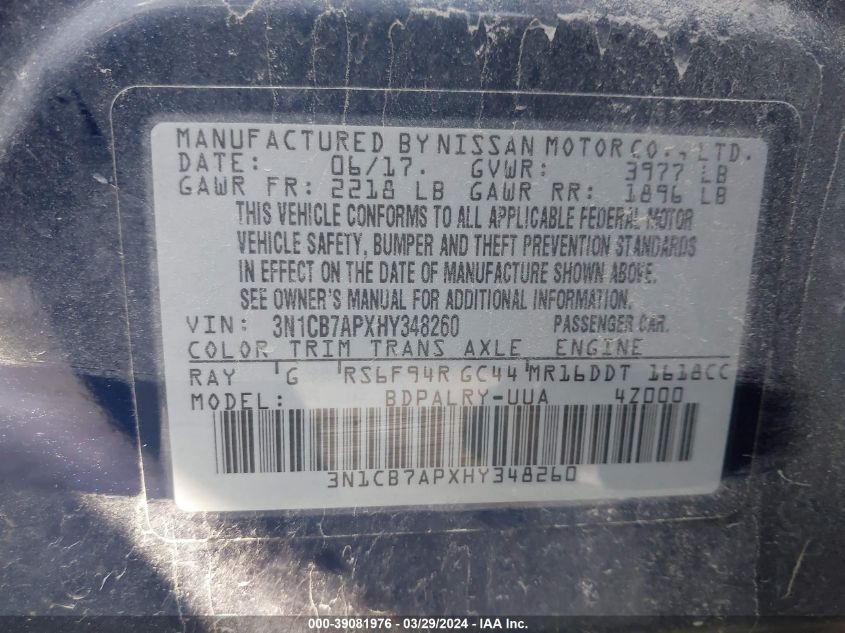 MANUFACTURED BY NISSAN MOTOR CO., LTD.
DATE: 06/17. GVWR: 3977 LB
GAWR FR: 2218 LB GAWR RR: 1896 LB
THIS VEHICLE CONFORMS TO ALL APPLICABLE FEDERAL MOTOR
VEHICLE SAFETY, BUMPER AND THEFT PREVENTION STANDARDS
IN EFFECT ON THE DATE OF MANUFACTURE SHOWN ABOVE.
SEE OWNER'S MANUAL FOR ADDITIONAL INFORMATION.
VIN: 3N1CB7APXHY348260 PASSENGER CAR.
COLOR TRIM TRANS AXLE ENGINE
RAY G RS6F94R GC44 MR16DDT 1618CC
MODEL: BDPALRY-UUA 4Z000
3N1CB7APXHY348260
000-39081976 - 03/29/2024 - IAA Inc.